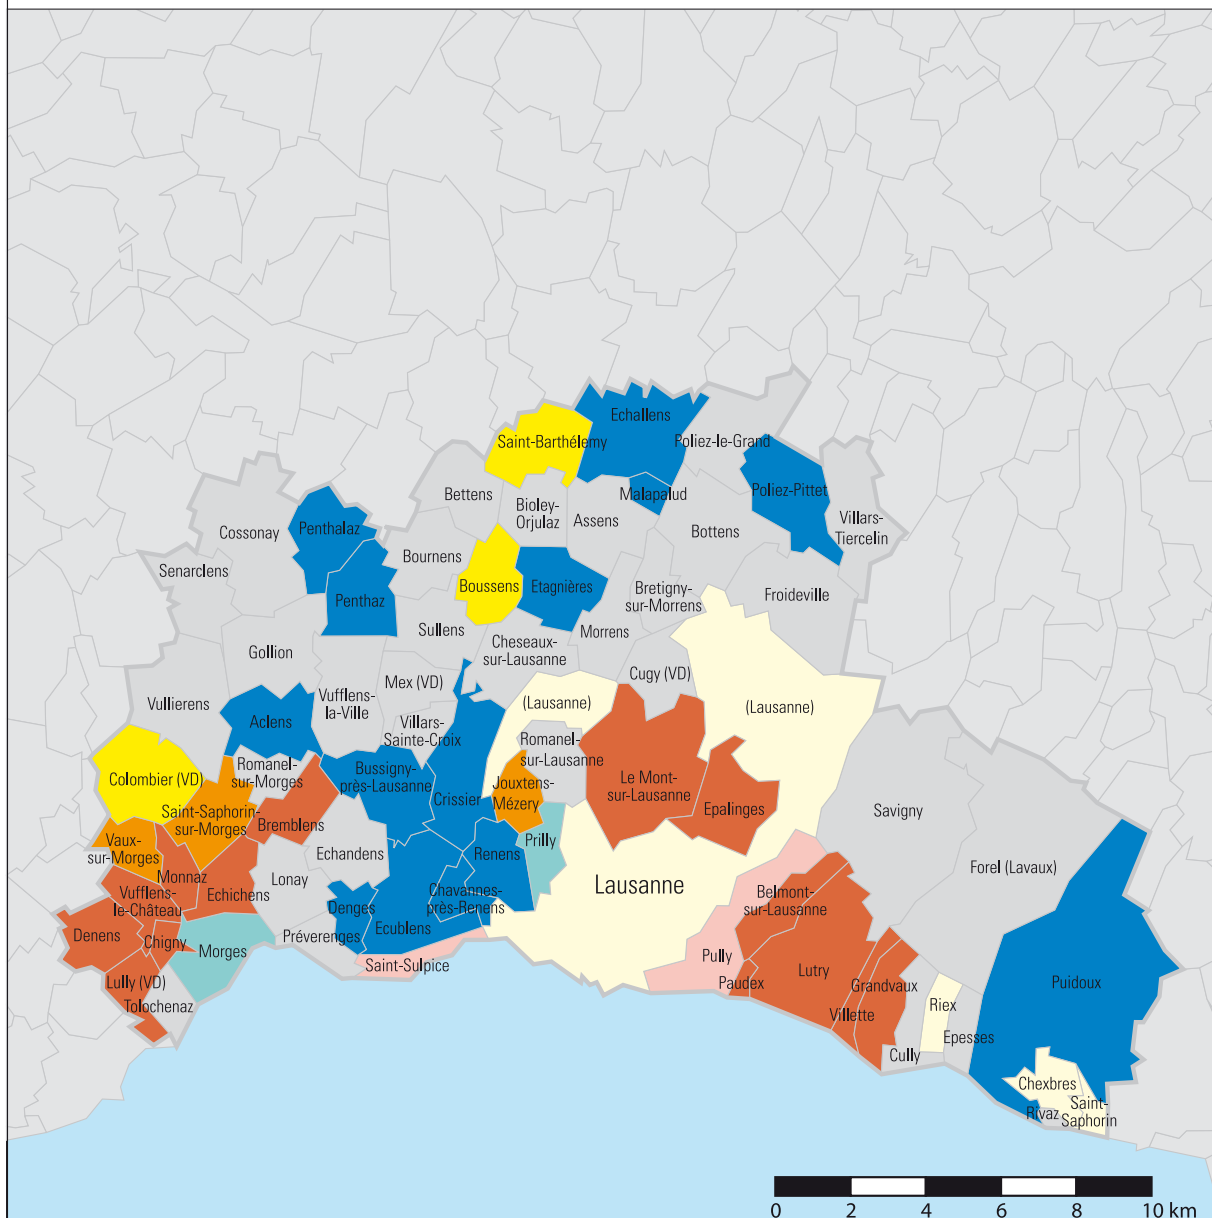 Echallens
Saint-Barthélemy
Poliez-le-Grand
Bettens
Malapalud
Poliez-Pittet
Bioley-
Orjulaz
Assens
Villars-
Tiercelin
Cossonay
Penthalaz
Bottens
Bournens
Senarclens
Boussens
Etagnières
Bretigny-
sur-Morrens
Froideville
Penthaz
Sullens
Morrens
Cheseaux-
sur-Lausanne
Gollion
Cugy (VD)
Mex (VD)
Vufflens-
la-Ville
Vullierens
(Lausanne)
(Lausanne)
Aclens
Villars-
Sainte-Croix
Romanel-
sur-Lausanne
Romanel-
sur-Morges
Colombier (VD)
Bussigny-
près-Lausanne
Crissier
Jouxtens-
Mézery
Le Mont-
sur-Lausanne
Epalinges
Savigny
Saint-Saphorin-
sur-Morges
Bremblens
Vaux-
sur-Morges
Echandens
Renens
Prilly
Forel (Lavaux)
Monnaz
Lonay
Lausanne
Vufflens-
le-Château
Echichens
Chavannes-
près-Renens
Belmont-
sur-Lausanne
Denges
Denens
Chigny
Préverenges
Ecublens
Morges
Saint-Sulpice
Pully
Lutry
Paudex
Lully (VD)
Grandvaux
Puidoux
Tolochenaz
Villette
Riex
Epesses
Cully
Chexbres
Rivaz
Saint-
Saphorin
0 2 4 6 8 10 km